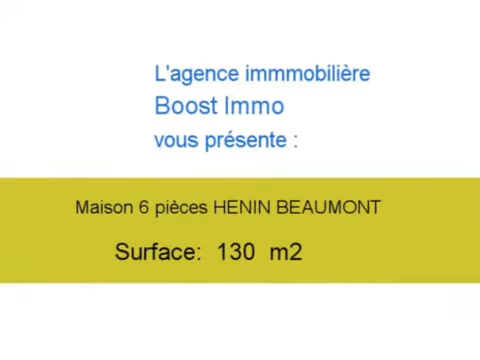 L'agence immmobilière
Boost Immo
vous présente :
Maison 6 pièces HENIN BEAUMONT
Surface: 130 m2